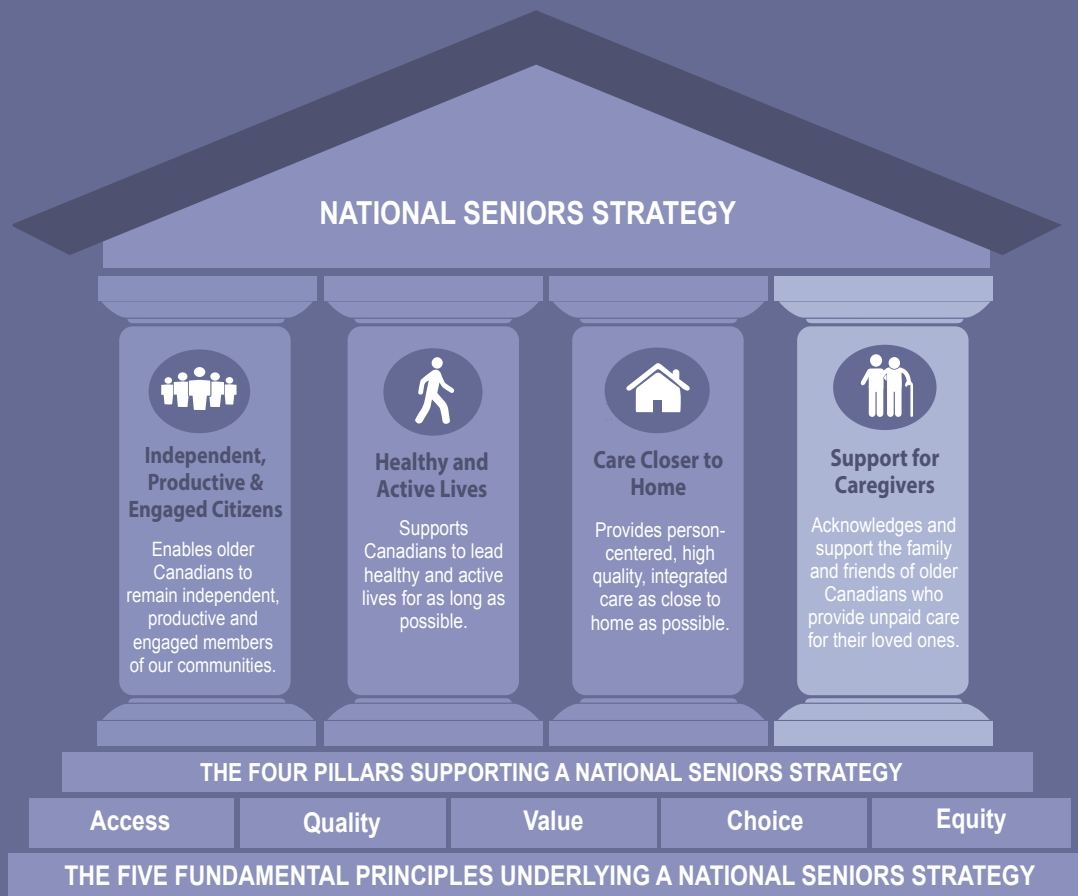 NATIONAL SENIORS STRATEGY
Independent,
Productive &
Engaged Citizens
Enables older
Canadians to
remain independent,
productive and
engaged members
of our communities.
Healthy and
Active Lives
Supports
Canadians to lead
healthy and active
lives for as long as
possible.
Care Closer to
Home
Provides person-
centered, high
quality, integrated
care as close to
home as possible.
Support for
Caregivers
Acknowledges and
support the family
and friends of older
Canadians who
provide unpaid care
for their loved ones.
THE FOUR PILLARS SUPPORTING A NATIONAL SENIORS STRATEGY
Access
Quality
Value
Choice
Equity
THE FIVE FUNDAMENTAL PRINCIPLES UNDERLYING A NATIONAL SENIORS STRATEGY